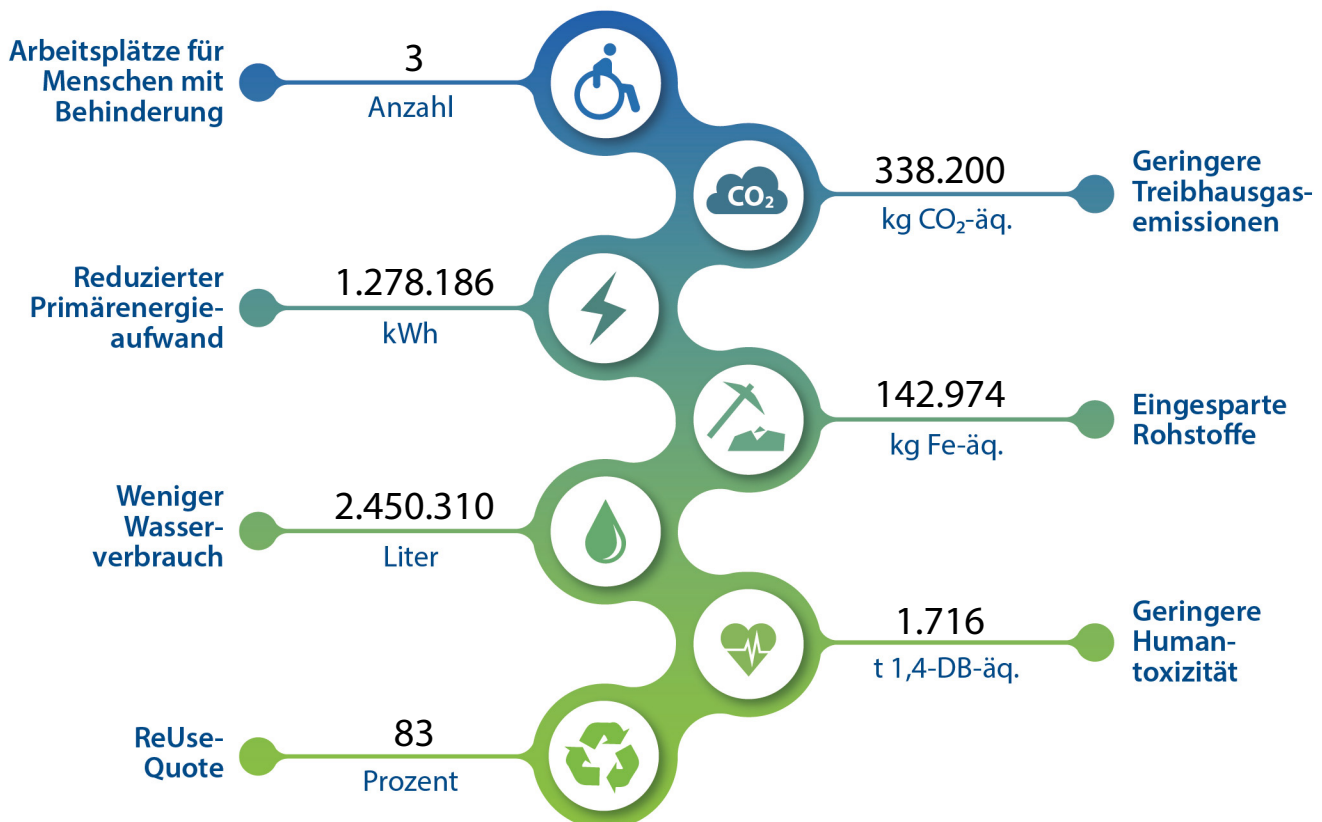 Arbeitsplätze für
Menschen mit
Behinderung
3
Anzahl
CO₂
338.200
kg CO₂-äq.
Geringere
Treibhausgas-
emissionen
Reduzierter
Primärenergie-
aufwand
1.278.186
kWh
142.974
kg Fe-äq.
Eingesparte
Rohstoffe
Weniger
Wasser-
verbrauch
2.450.310
Liter
1.716
t 1,4-DB-äq.
Geringere
Human-
toxizität
ReUse-
Quote
83
Prozent